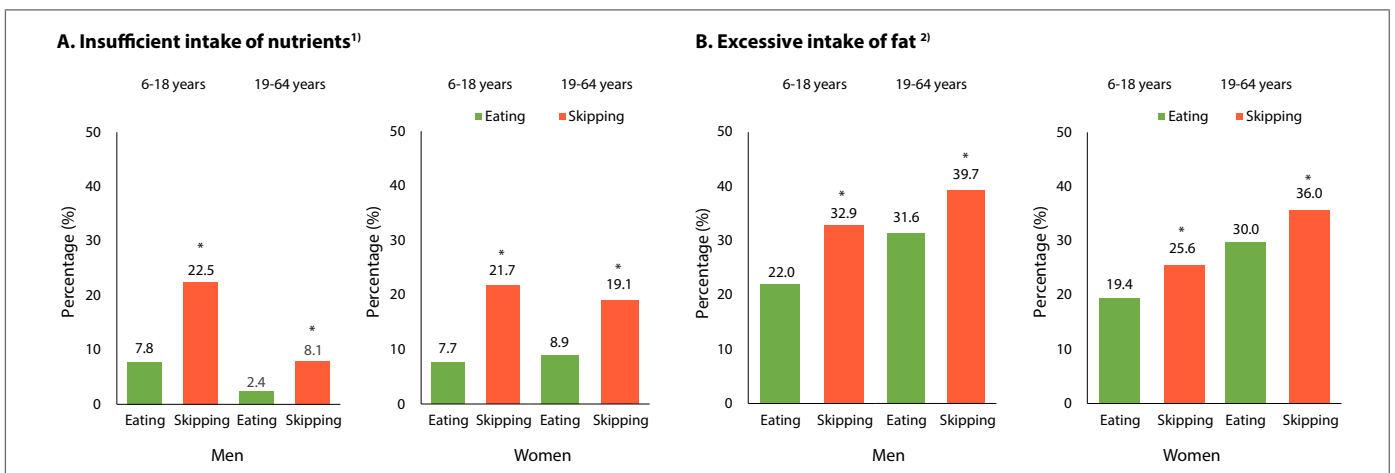 A. Insufficient intake of nutrients1)
6-18 years 19-64 years
Percentage (%)
50
40
30
20
10
0
7.8
*
22.5
2.4
*
8.1
Eating Skipping Eating Skipping
Men
6-18 years 19-64 years
Eating Skipping
Percentage (%)
50
40
30
20
10
0
7.7
*
21.7
8.9
*
19.1
Eating Skipping Eating Skipping
Women
B. Excessive intake of fat 2)
6-18 years 19-64 years
Percentage (%)
50
40
30
20
10
0
22.0
*
32.9
31.6
*
39.7
Eating Skipping Eating Skipping
Men
6-18 years 19-64 years
Eating Skipping
Percentage (%)
50
40
30
20
10
0
19.4
*
25.6
30.0
*
36.0
Eating Skipping Eating Skipping
Women